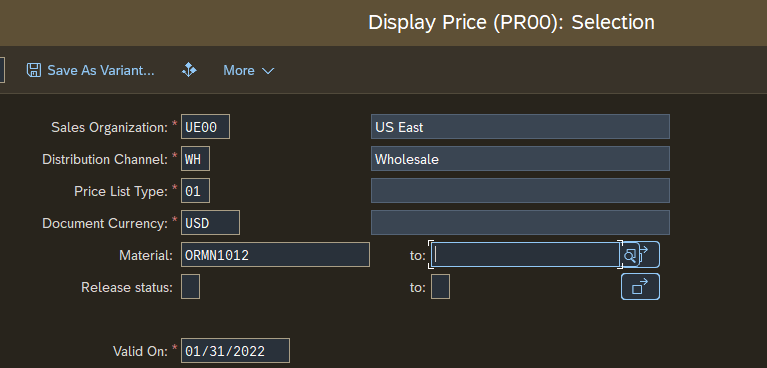 Display Price (PR00): Selection
Save As Variant... More
Sales Organization: * UE00 US East
Distribution Channel: * WH Wholesale
Price List Type: * 01
Document Currency: * USD
Material: ORMN1012 to:
Release status: to:
Valid On: * 01/31/2022